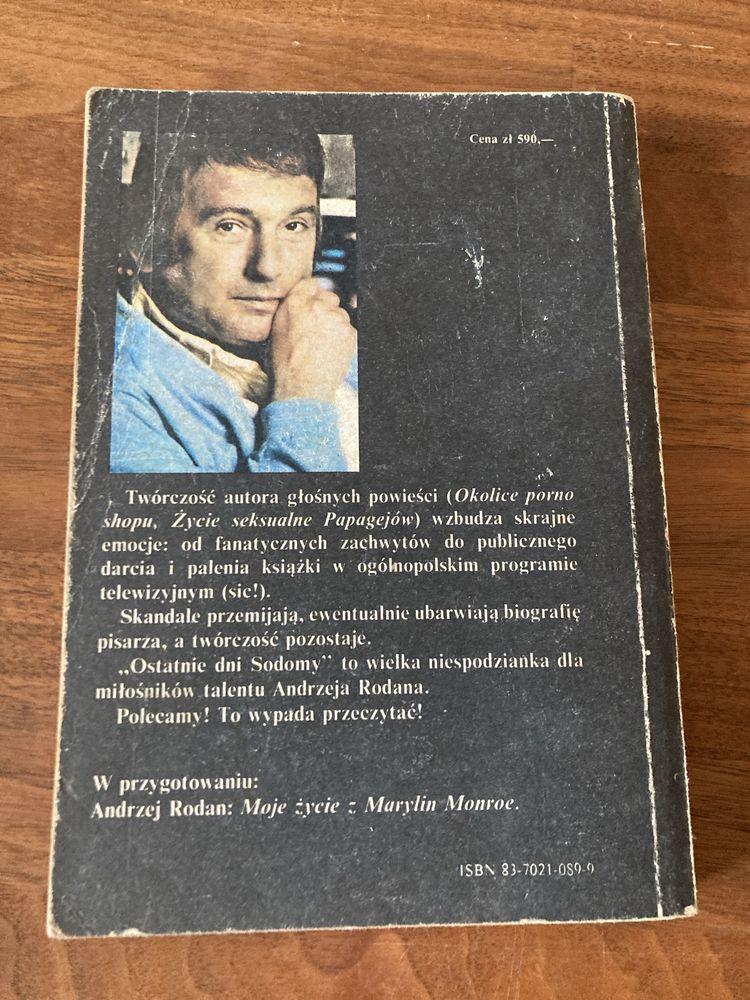 Cena zł 590,—
Twórczość autora głośnych powieści (Okolice porno
shopu, Życie seksualne Papagejów) wzbudza skrajne
emocje: od fanatycznych zachwytów do publicznego
darcia i palenia książki w ogólnopolskim programie
telewizyjnym (sic!).
Skandale przemijają, ewentualnie ubarwiają biografię
pisarza, a twórczość pozostaje.
„Ostatnie dni Sodomy” to wielka niespodzianka dla
miłośników talentu Andrzeja Rodana.
Polecamy! To wypada przeczytać!
W przygotowaniu:
Andrzej Rodan: Moje życie z Marylin Monroe.
ISBN 83-7021-089-9